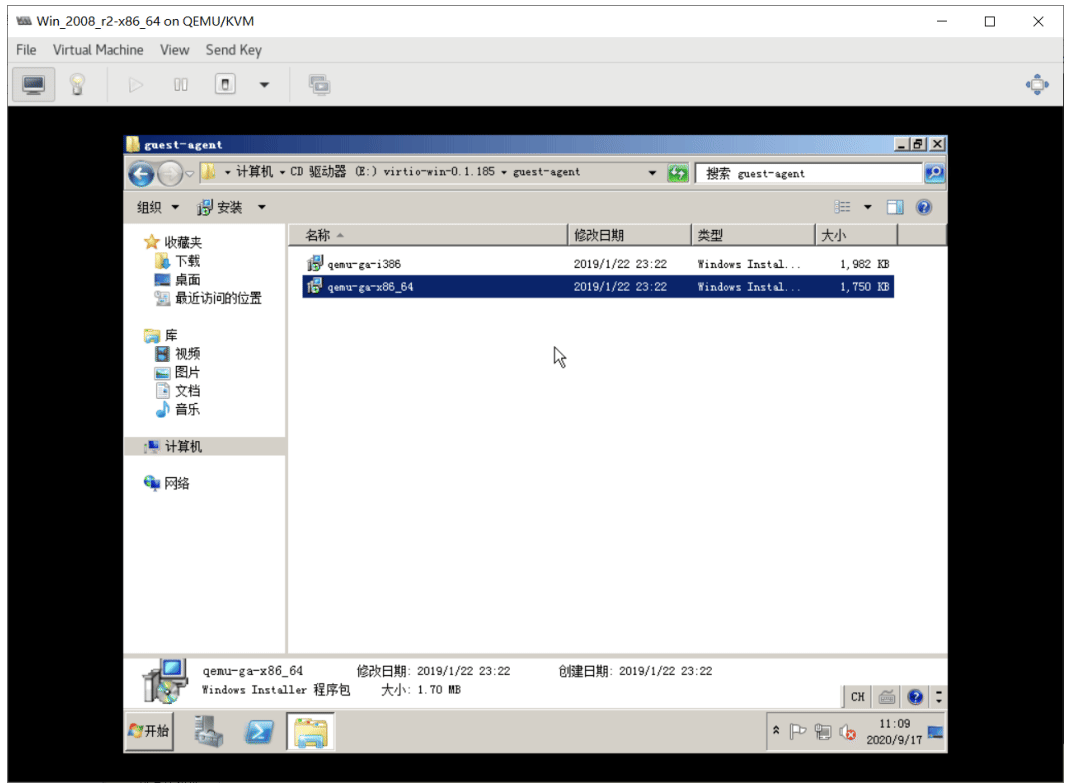 Win_2008_r2-x86_64 on QEMU/KVM
File Virtual Machine View Send Key
guest-agent
计算机 CD 驱动器 (E:) virtio-win-0.1.185 guest-agent 搜索 guest-agent
组织 安装
名称 修改日期 类型 大小
收藏夹
下载
桌面
最近访问的位置
库
视频
图片
文档
音乐
计算机
网络
qemu-ga-i386 2019/1/22 23:22 Windows Instal... 1,982 KB
qemu-ga-x86_64 2019/1/22 23:22 Windows Instal... 1,750 KB
qemu-ga-x86_64 修改日期: 2019/1/22 23:22 创建日期: 2019/1/22 23:22
Windows Installer 程序包 大小: 1.70 MB
CH
开始
11:09
2020/9/17